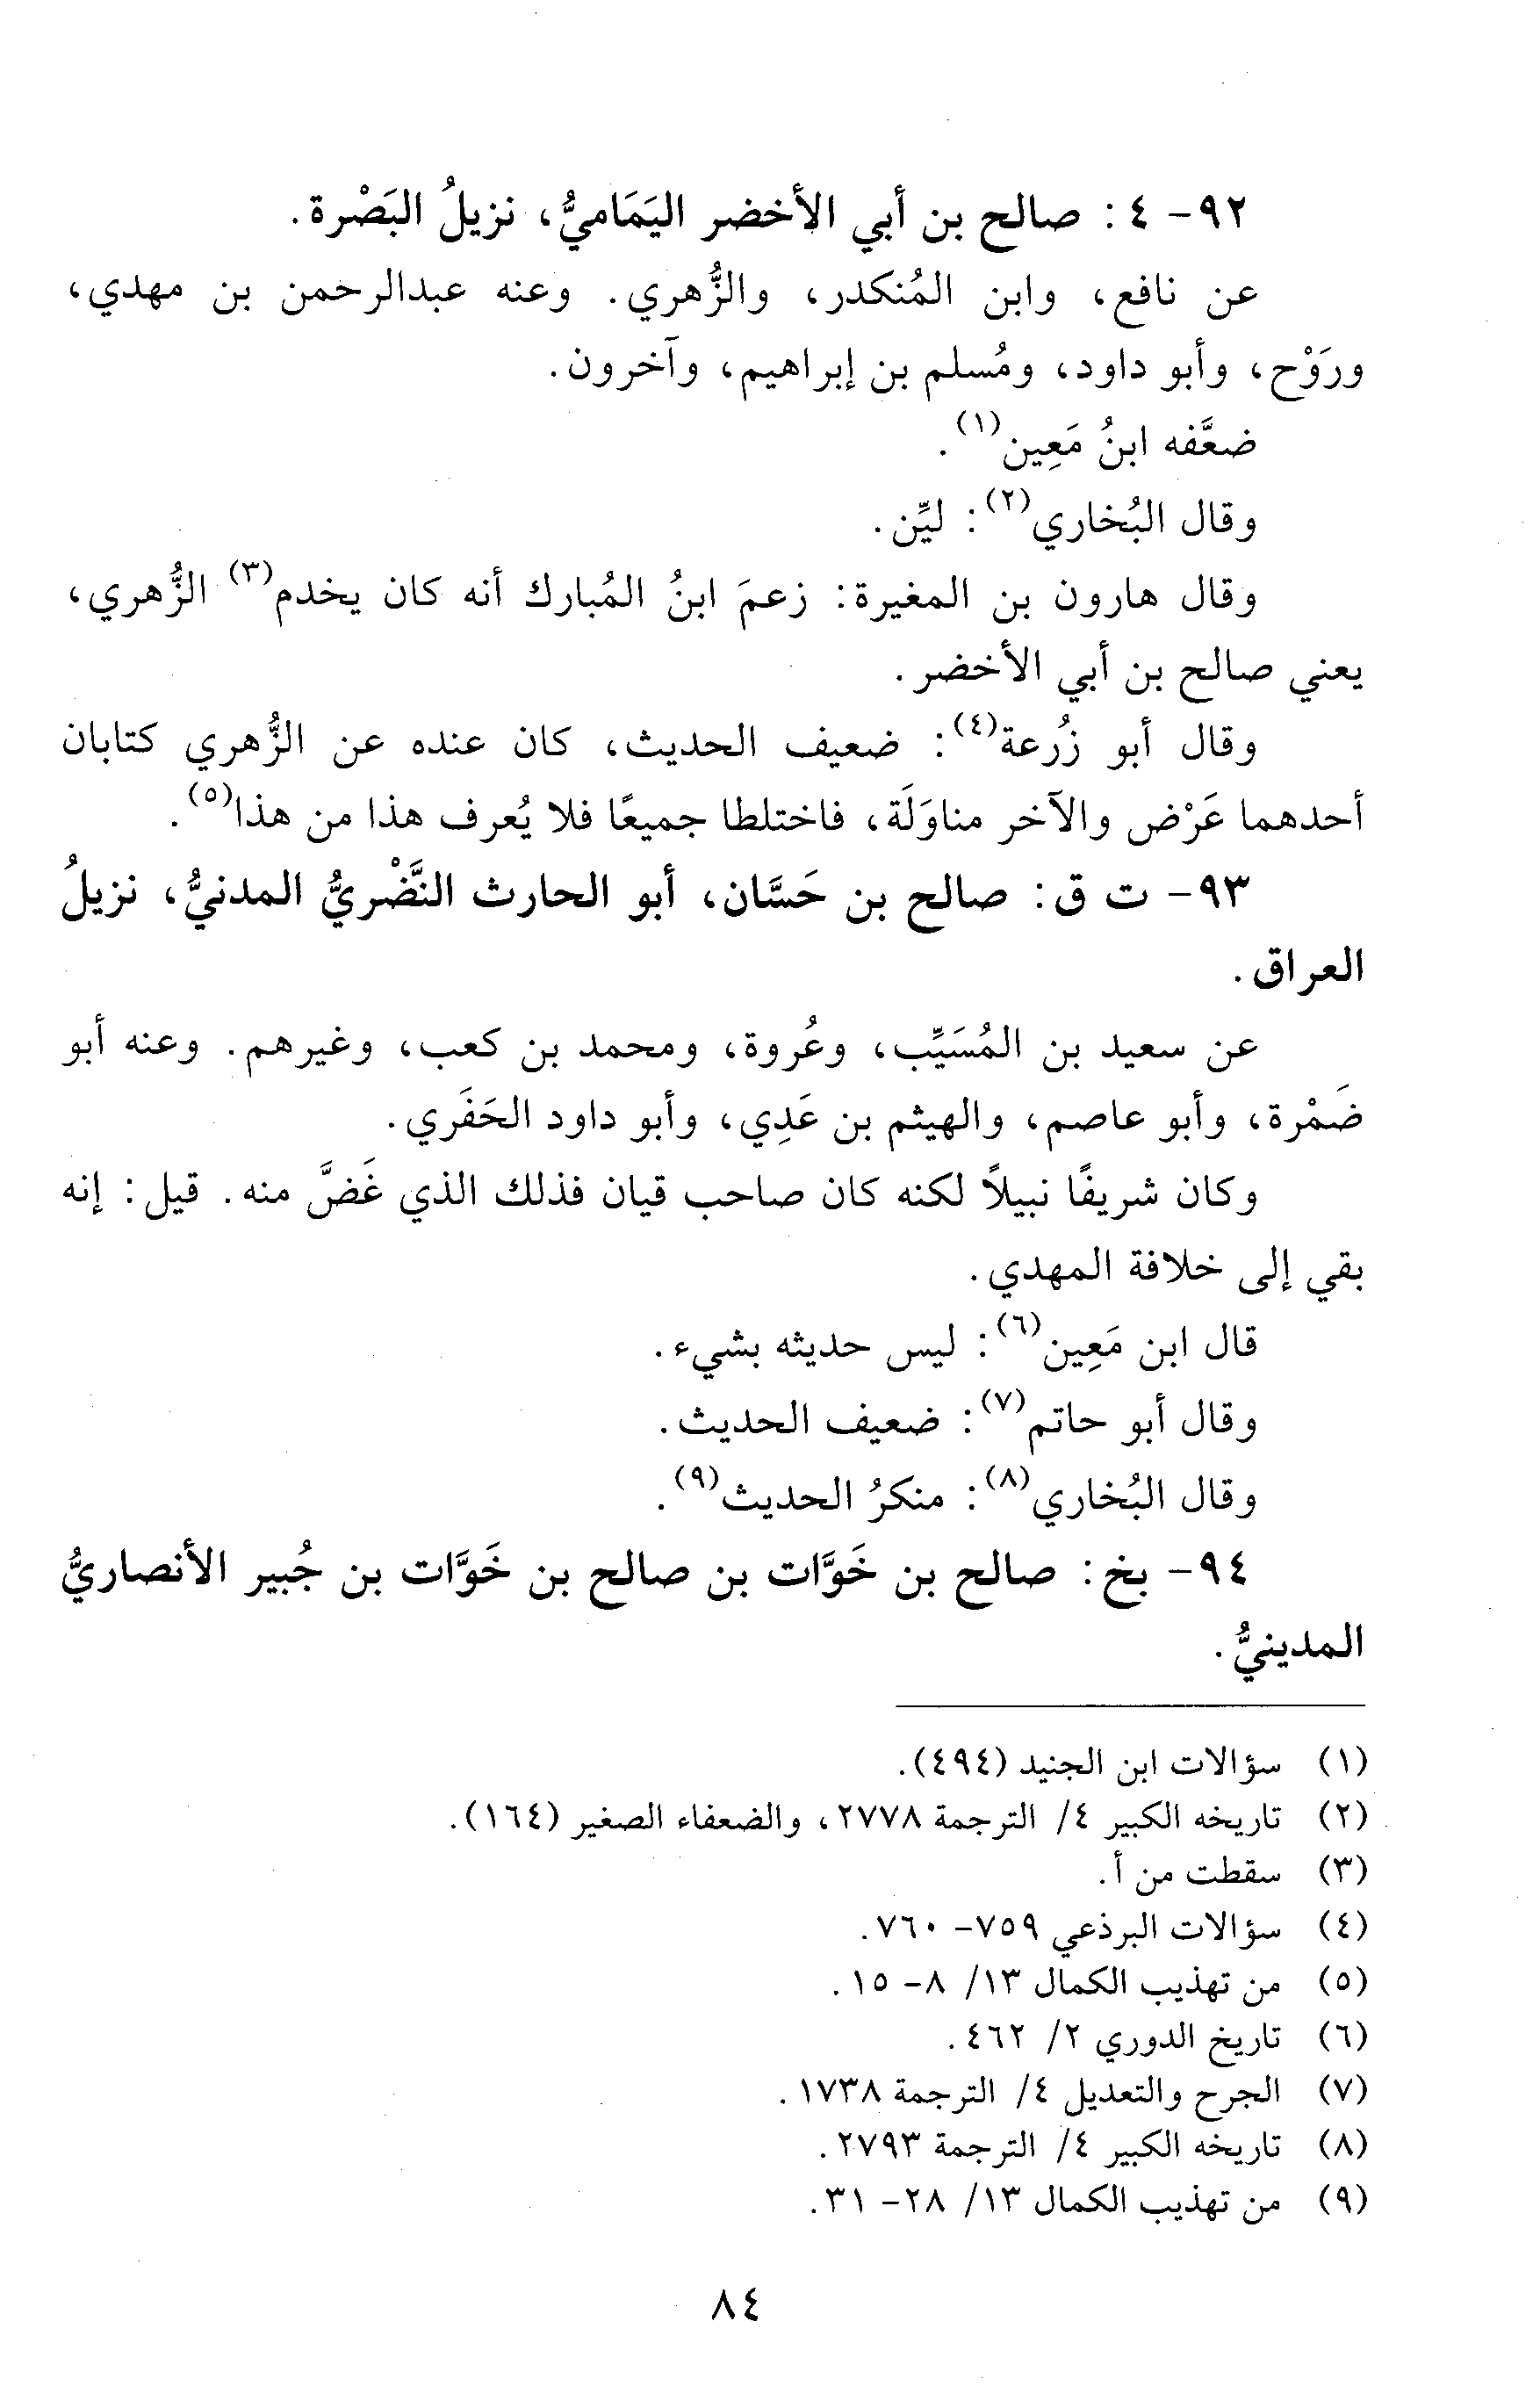 ٩٢- ٤: صالح بن أبي الأخضر اليَمَاميُّ، نزيلُ البَصْرة.
عن نافع، وابن المُنكدر، والزُّهري. وعنه عبدالرحمن بن مهدي،
ورَوْح، وأبو داود، ومُسلم بن إبراهيم، وآخرون.
ضعَّفه ابنُ مَعِين(١).
وقال البُخاري(٢): ليِّن.
وقال هارون بن المغيرة: زعمَ ابنُ المُبارك أنه كان يخدم(٣) الزُّهري،
يعني صالح بن أبي الأخضر.
وقال أبو زُرعة(٤): ضعيف الحديث، كان عنده عن الزُّهري كتابان
أحدهما عَرْض والآخر مناوَلَة، فاختلطا جميعًا فلا يُعرف هذا من هذا(٥).
٩٣- ت ق: صالح بن حَسَّان، أبو الحارث النَّضْريُّ المدنيُّ، نزيلُ
العراق.
عن سعيد بن المُسَيِّب، وعُروة، ومحمد بن كعب، وغيرهم. وعنه أبو
ضَمْرة، وأبو عاصم، والهيثم بن عَدِي، وأبو داود الحَفَري.
وكان شريفًا نبيلاً لكنه كان صاحب قيان فذلك الذي غَضَّ منه. قيل: إنه
بقي إلى خلافة المهدي.
قال ابن مَعِين(٦): ليس حديثه بشيء.
وقال أبو حاتم(٧): ضعيف الحديث.
وقال البُخاري(٨): منكرُ الحديث(٩).
٩٤- بخ: صالح بن خَوَّات بن صالح بن خَوَّات بن جُبير الأنصاريُّ
المدينيُّ.
(١) سؤالات ابن الجنيد (٤٩٤).
(٢) تاريخه الكبير ٤/ الترجمة ٢٧٧٨، والضعفاء الصغير (١٦٤).
(٣) سقطت من أ.
(٤) سؤالات البرذعي ٧٥٩- ٧٦٠.
(٥) من تهذيب الكمال ١٣/ ٨- ١٥.
(٦) تاريخ الدوري ٢/ ٤٦٢.
(٧) الجرح والتعديل ٤/ الترجمة ١٧٣٨.
(٨) تاريخه الكبير ٤/ الترجمة ٢٧٩٣.
(٩) من تهذيب الكمال ١٣/ ٢٨- ٣١.
٨٤